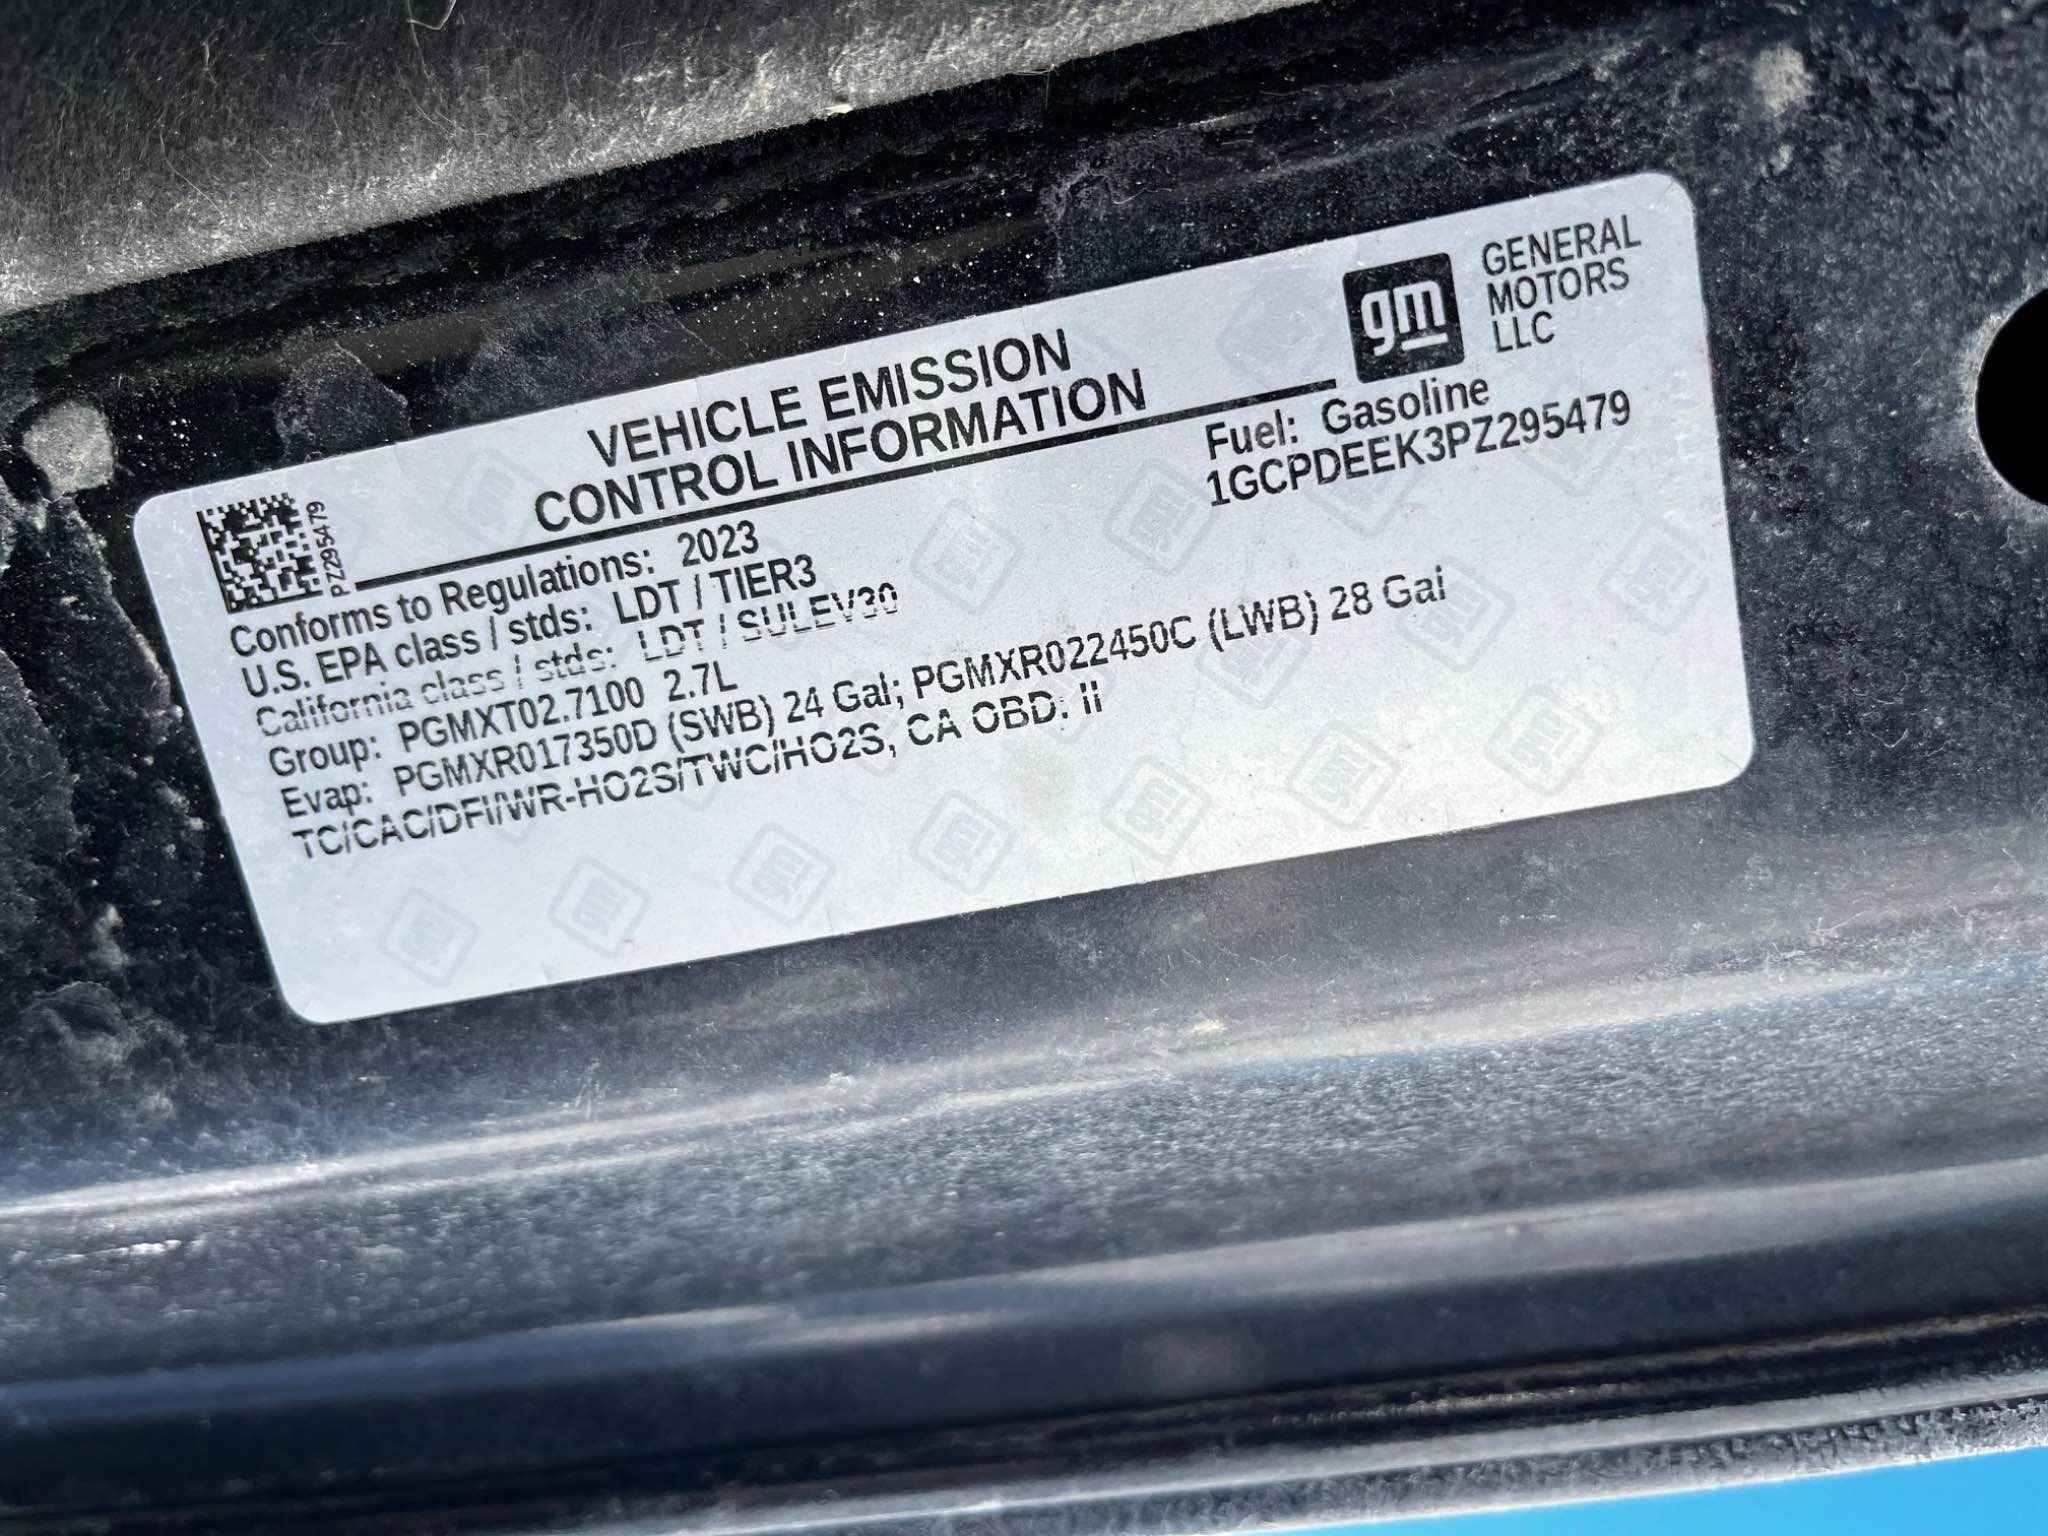 VEHICLE EMISSION
CONTROL INFORMATION
gm
GENERAL
MOTORS
LLC
PZ295479
Conforms to Regulations: 2023
U.S. EPA class / stds: LDT / TIER3
California class / stds: LDT / SULEV30
Group: PGMXT02.7100 2.7L
Evap: PGMXR017350D (SWB) 24 Gal; PGMXR022450C (LWB) 28 Gal
TC/CAC/DFI/WR-HO2S/TWC/HO2S, CA OBD: II
Fuel: Gasoline
1GCPDEEK3PZ295479